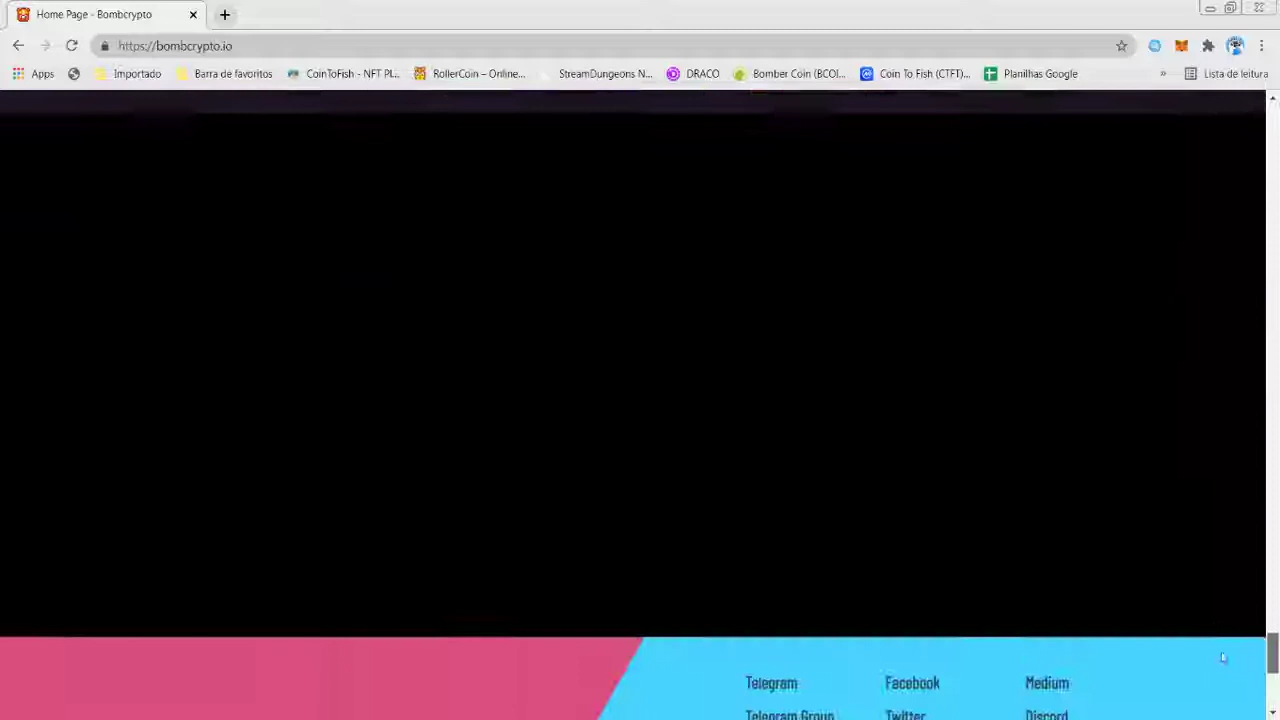 Home Page - Bombcrypto
https://bombcrypto.io
Apps Importado Barra de favoritos CoinToFish - NFT Pl... RollerCoin – Online... StreamDungeons N... DRACO Bomber Coin (BCOI... Coin To Fish (CTFT)... Planilhas Google » Lista de leitura
Telegram Facebook Medium
Telegram Group Twitter Discord